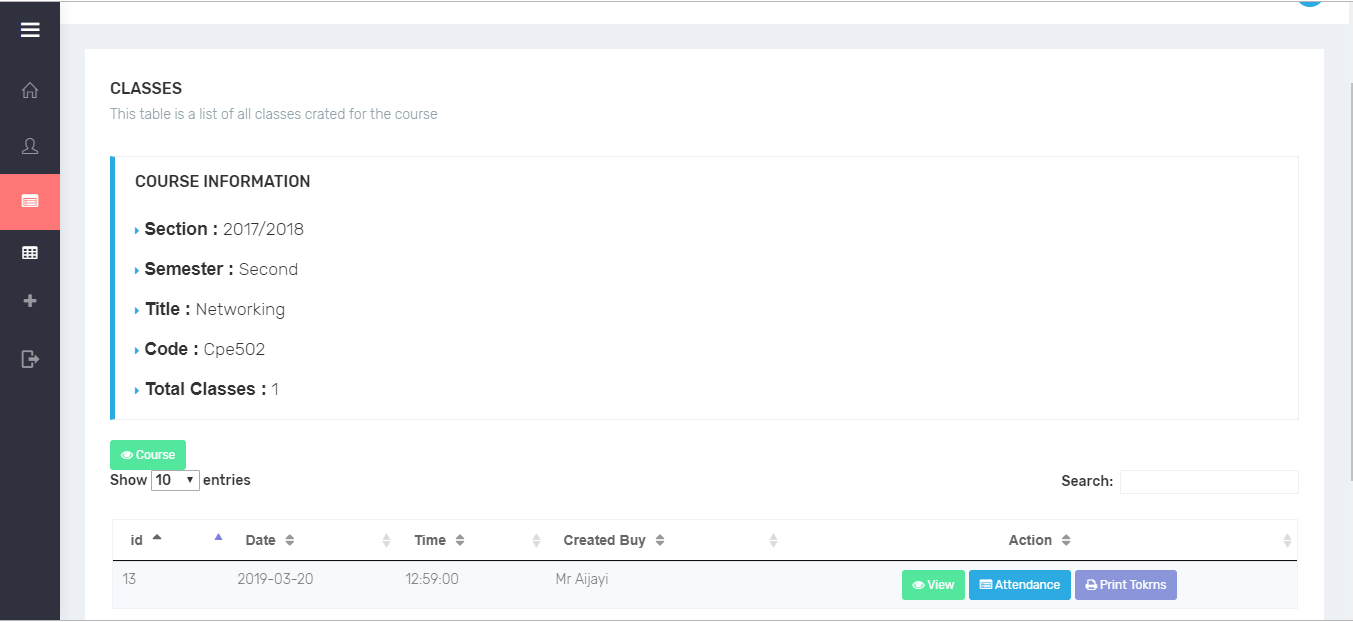 CLASSES
This table is a list of all classes crated for the course
COURSE INFORMATION
Section : 2017/2018
Semester : Second
Title : Networking
Code : Cpe502
Total Classes : 1
Course
Show 10 entries
Search:
id Date Time Created Buy Action
13 2019-03-20 12:59:00 Mr Aijayi View Attendance Print Tokrns